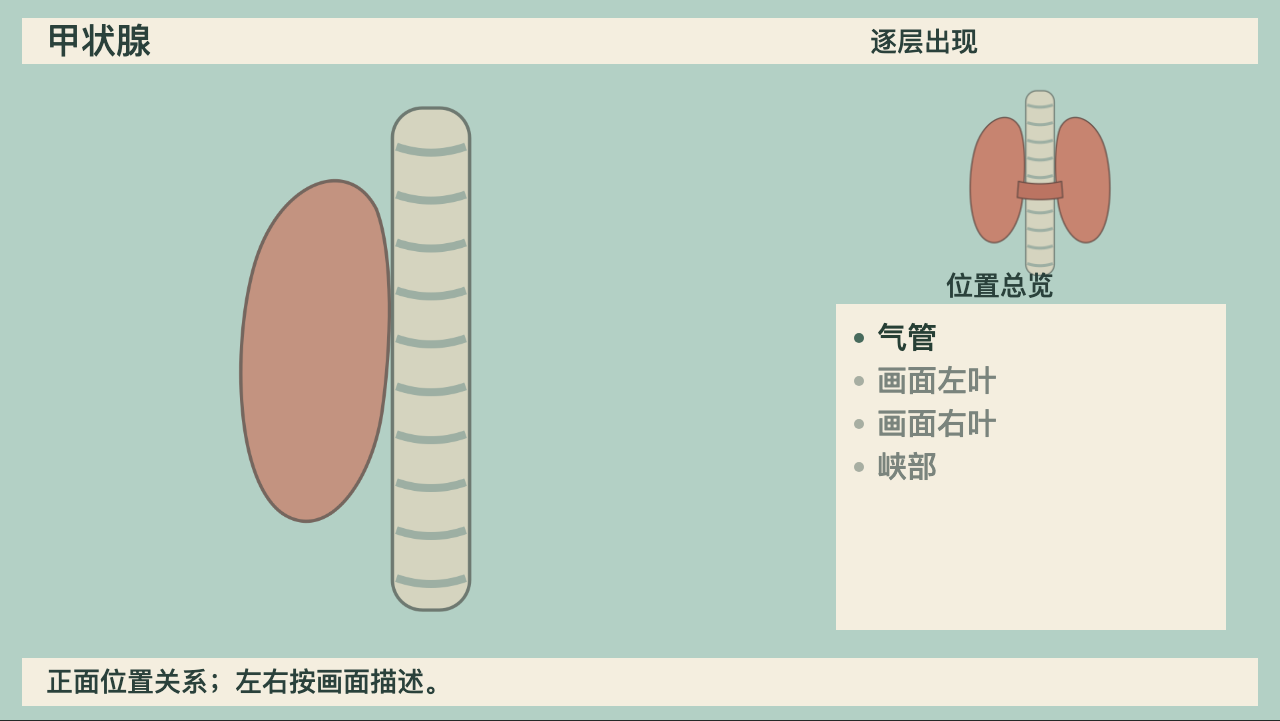 甲状腺
逐层出现
位置总览
气管
画面左叶
画面右叶
峡部
正面位置关系；左右按画面描述。